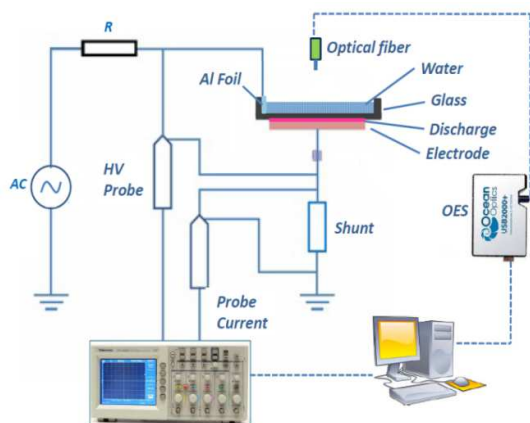 R
Optical fiber
Al Foil
Water
Glass
Discharge
Electrode
AC
HV
Probe
Shunt
Probe
Current
OES
Ocean
Optics
USB2000+